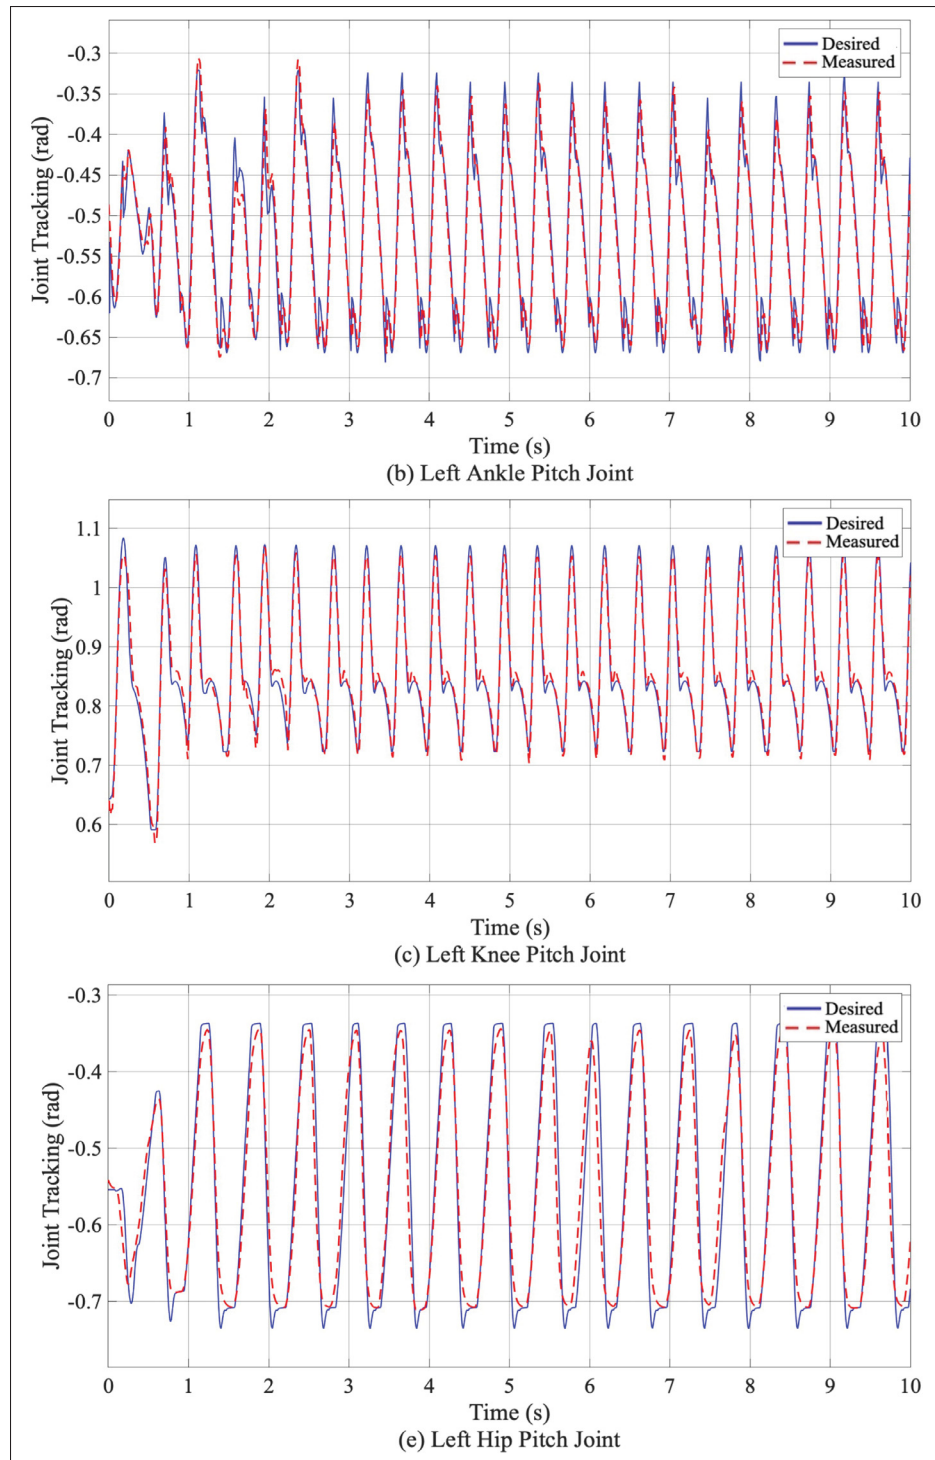 -0.3
-0.35
-0.4
-0.45
-0.5
-0.55
-0.6
-0.65
-0.7
Joint Tracking (rad)
Desired
Measured
0 1 2 3 4 5 6 7 8 9 10
Time (s)
(b) Left Ankle Pitch Joint
1.1
1
0.9
0.8
0.7
0.6
Joint Tracking (rad)
Desired
Measured
0 1 2 3 4 5 6 7 8 9 10
Time (s)
(c) Left Knee Pitch Joint
-0.3
-0.4
-0.5
-0.6
-0.7
Joint Tracking (rad)
Desired
Measured
0 1 2 3 4 5 6 7 8 9 10
Time (s)
(e) Left Hip Pitch Joint